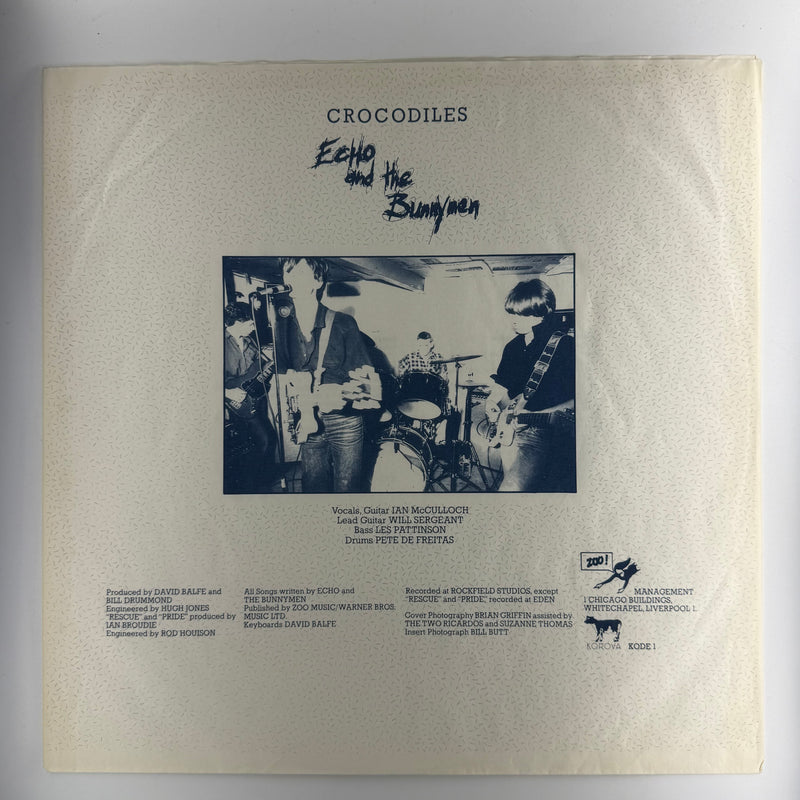 CROCODILES
Echo
and the
Bunnymen
Vocals, Guitar IAN McCULLOCH
Lead Guitar WILL SERGEANT
Bass LES PATTINSON
Drums PETE DE FREITAS
Produced by DAVID BALFE and
BILL DRUMMOND
Engineered by HUGH JONES
"RESCUE" and "PRIDE" produced by
IAN BROUDIE
Engineered by ROD HOUISON
All Songs written by ECHO and
THE BUNNYMEN
Published by ZOO MUSIC/WARNER BROS.
MUSIC LTD.
Keyboards DAVID BALFE
Recorded at ROCKFIELD STUDIOS, except
"RESCUE" and "PRIDE," recorded at EDEN
Cover Photography BRIAN GRIFFIN assisted by
THE TWO RICARDOS and SUZANNE THOMAS
Insert Photograph BILL BUTT
ZOO!
MANAGEMENT
1 CHICAGO BUILDINGS,
WHITECHAPEL, LIVERPOOL 1.
KOROVA KODE 1